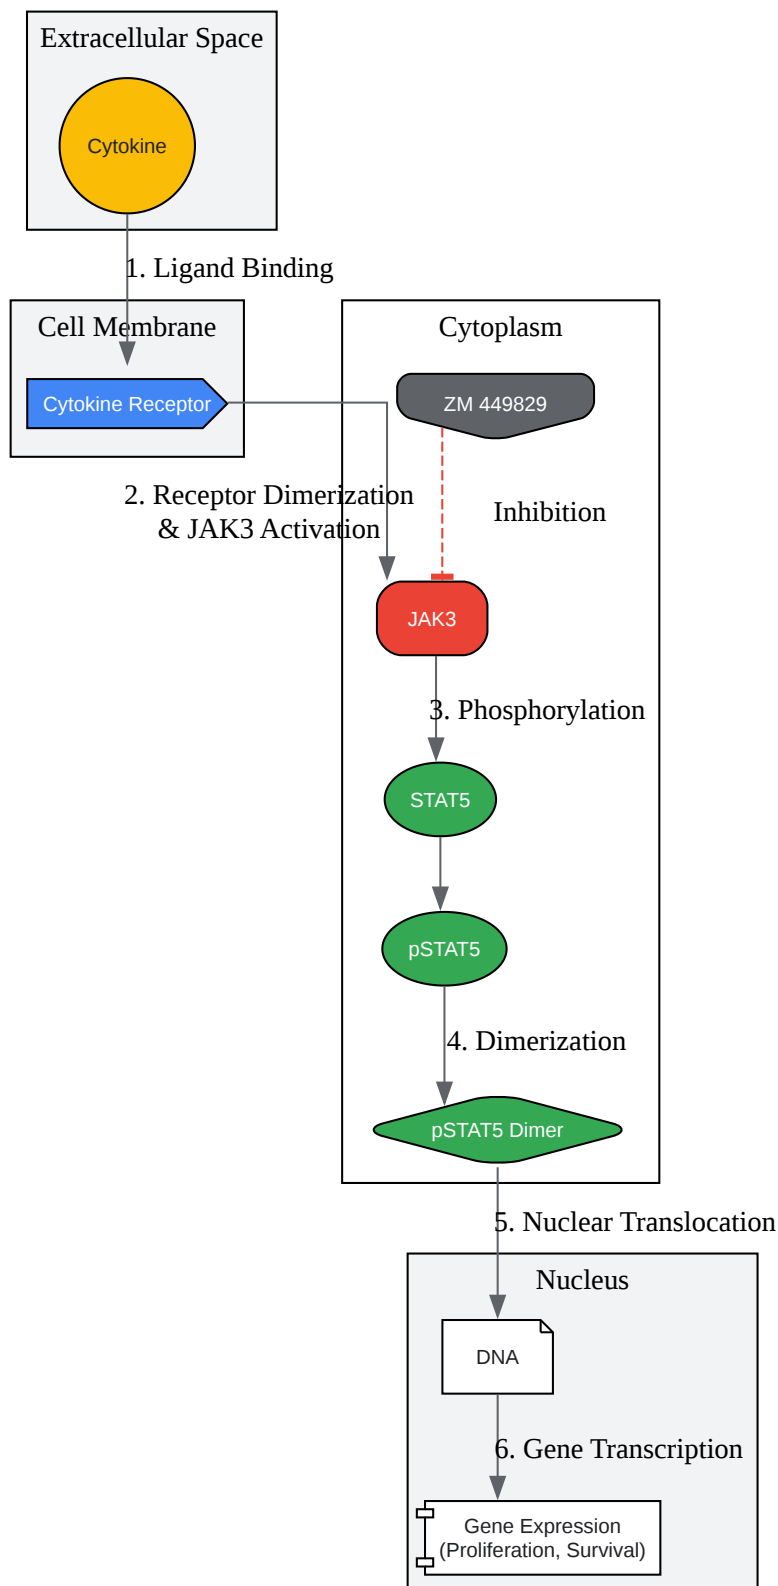 Extracellular Space
Cytokine
1. Ligand Binding
Cell Membrane
Cytokine Receptor
Cytoplasm
ZM 449829
2. Receptor Dimerization
& JAK3 Activation
Inhibition
JAK3
3. Phosphorylation
STAT5
pSTAT5
4. Dimerization
pSTAT5 Dimer
5. Nuclear Translocation
Nucleus
DNA
6. Gene Transcription
Gene Expression
(Proliferation, Survival)